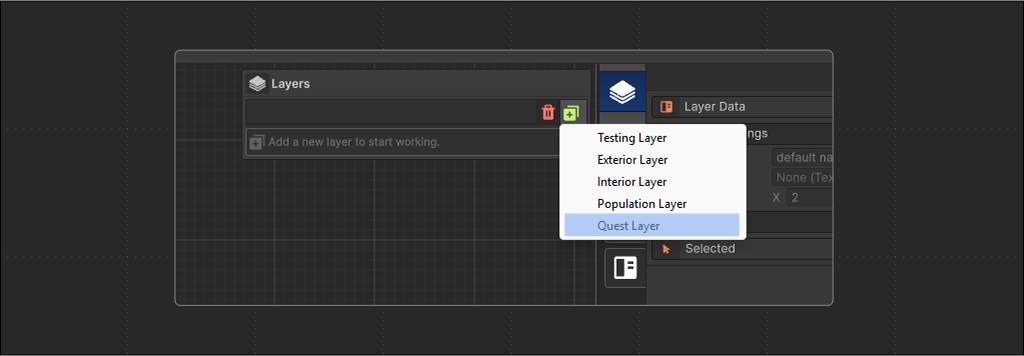 Layers
Layer Data
Add a new layer to start working.
Testing Layer
Exterior Layer
Interior Layer
Population Layer
Quest Layer
ngs
default na
None (Tex
X 2
Selected